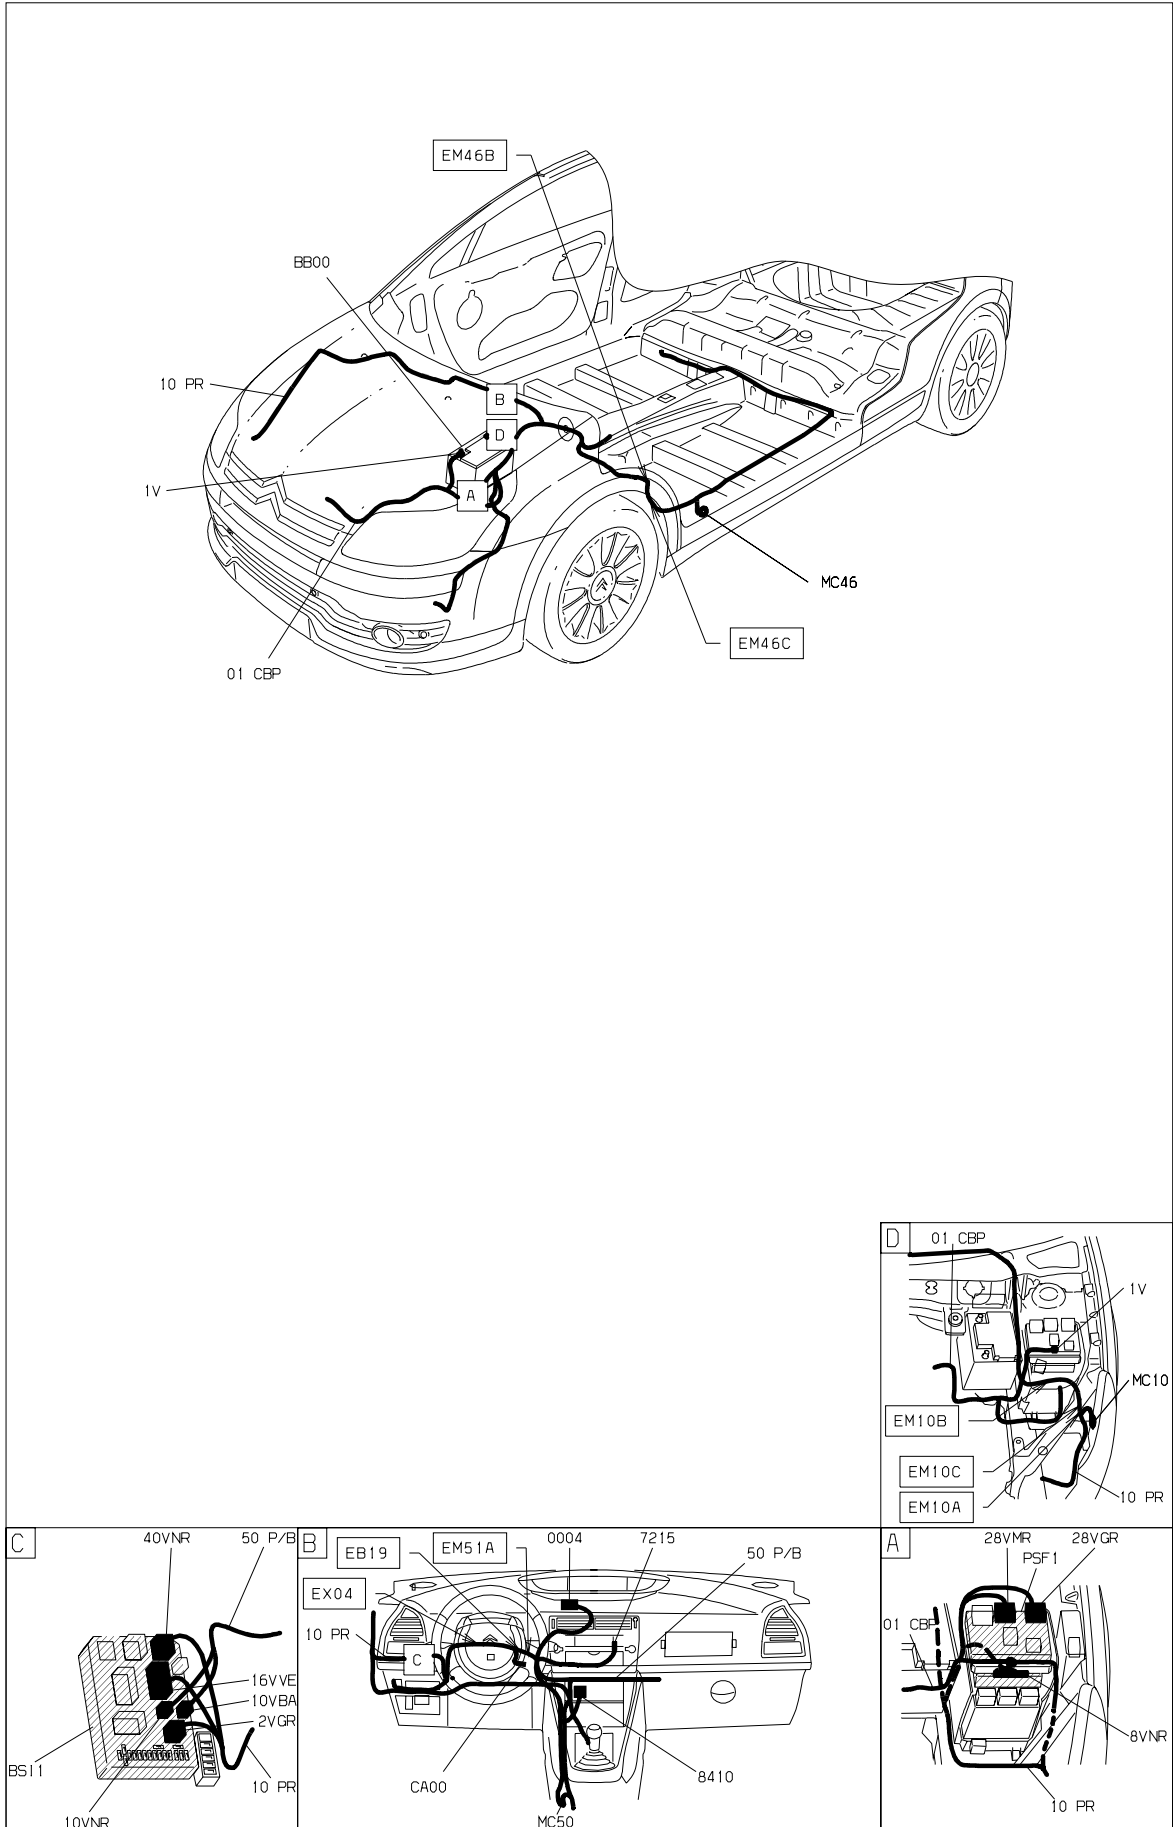 EM46B
BB00
10 PR
B
D
1V
A
MC46
EM46C
01 CBP
D
01 CBP
1V
MC10
EM10B
EM10C
EM10A
10 PR
C
40VNR
50 P/B
16VVE
10VBA
2VGR
BSI1
10 PR
10VNR
B
EB19
EM51A
0004
7215
50 P/B
EX04
10 PR
C
CA00
8410
MC50
A
28VMR
28VGR
PSF1
01 CBP
8VNR
10 PR